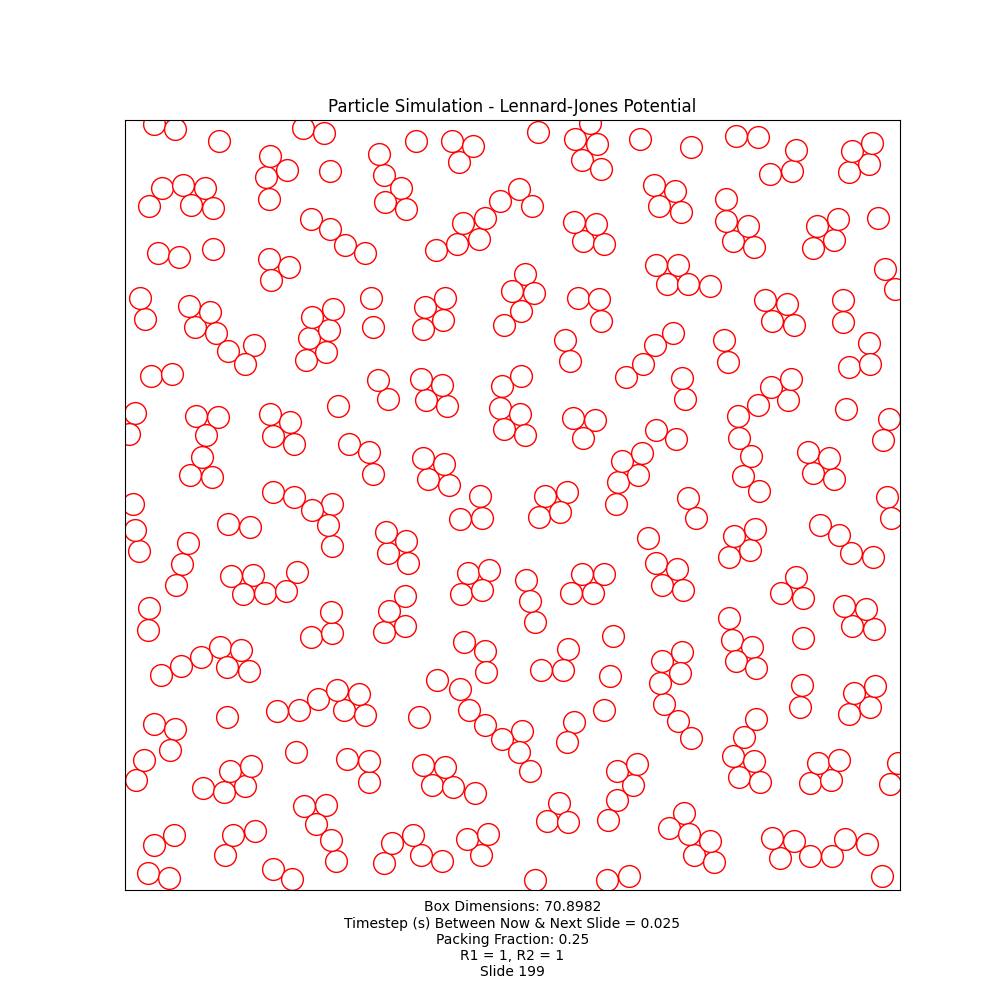 Particle Simulation - Lennard-Jones Potential
Box Dimensions: 70.8982
Timestep (s) Between Now & Next Slide = 0.025
Packing Fraction: 0.25
R1 = 1, R2 = 1
Slide 199